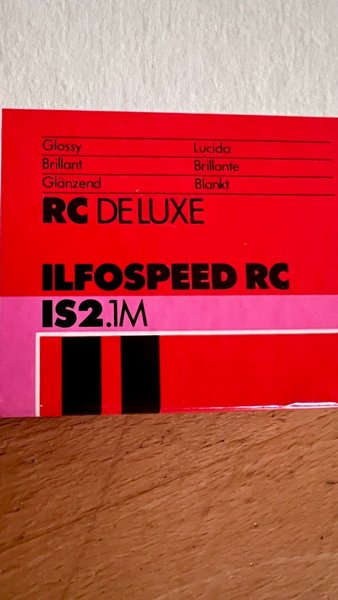 Glossy Lucida
Brillant Brillante
Glänzend Blankt
RC DE LUXE
ILFOSPEED RC
IS2.1M